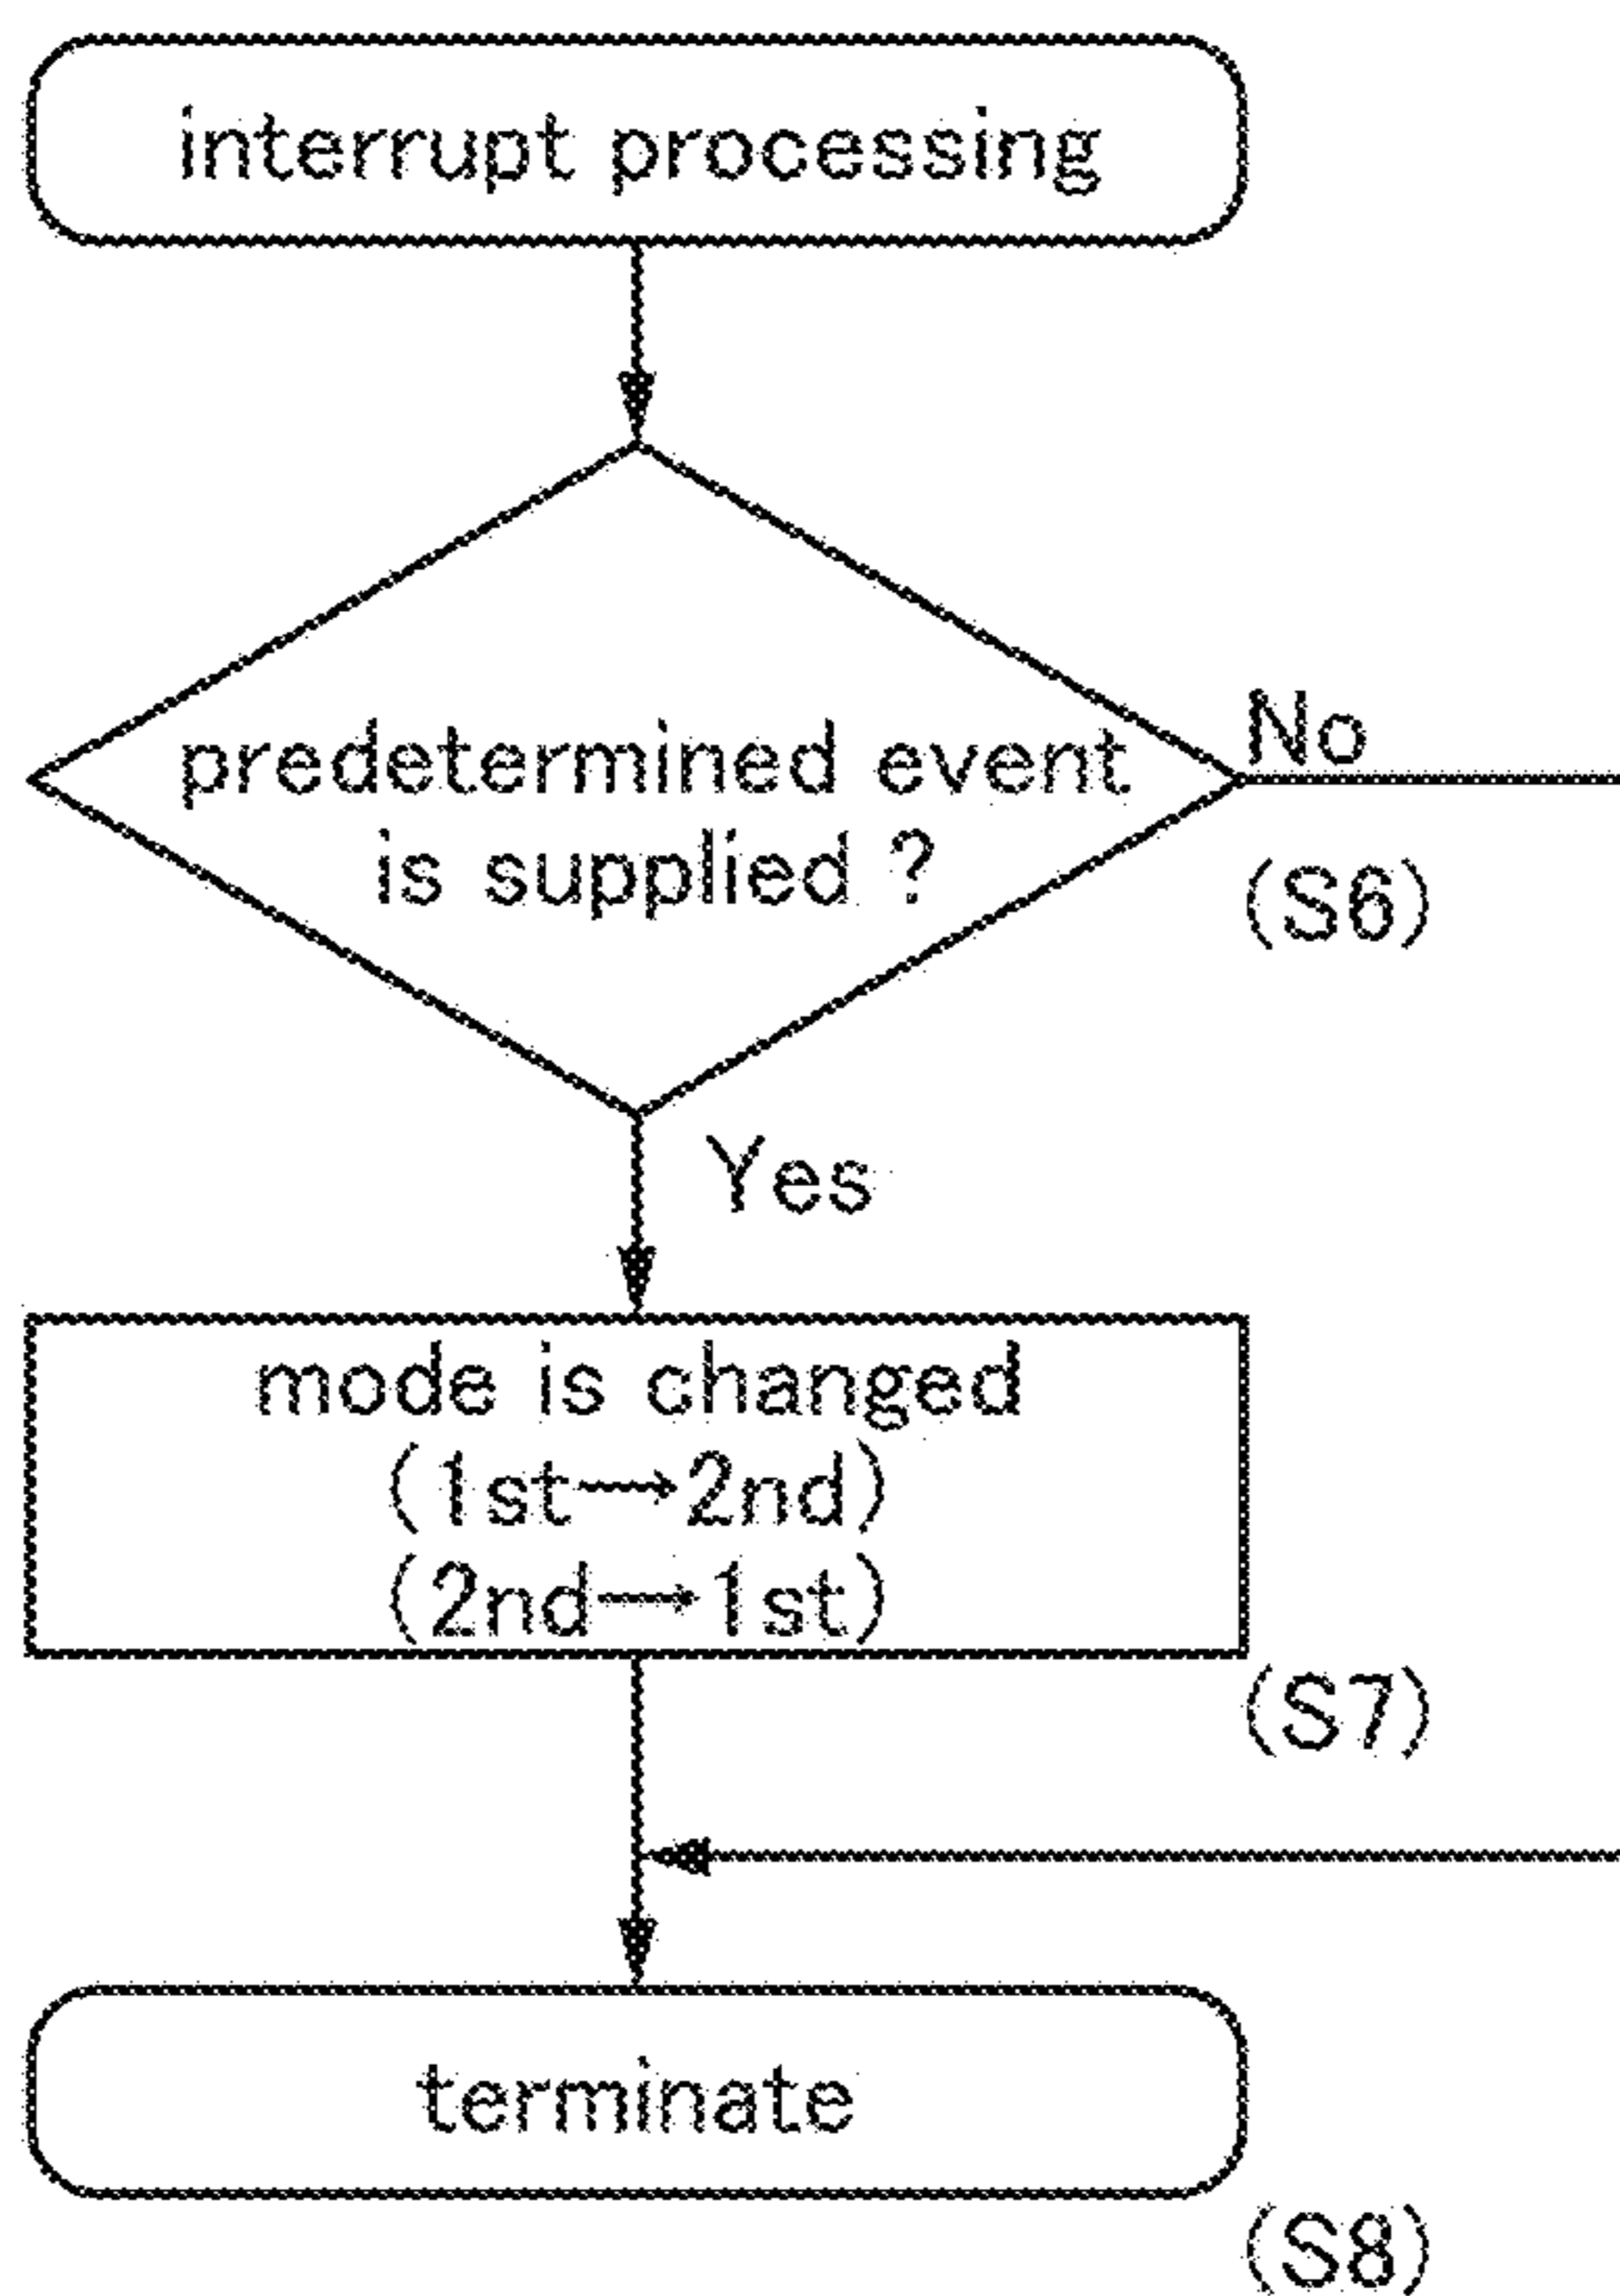 interrupt processing
predetermined event
is supplied ?
No
(S6)
Yes
mode is changed
(1st→2nd)
(2nd→1st)
(S7)
terminate
(S8)